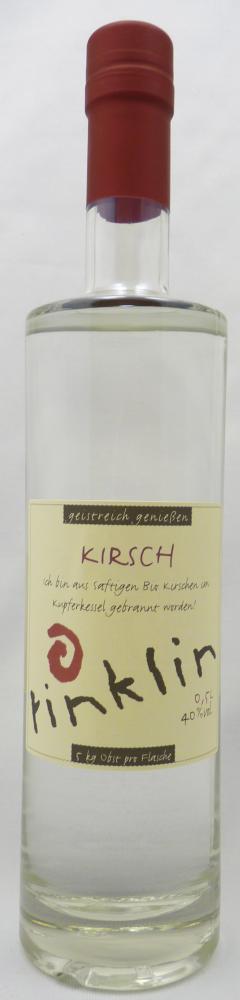 geistreich genießen
KIRSCH
Ich bin aus saftigen Bio Kirschen im
Kupferkessel gebrannt worden!
rinklin
0,5L
40%vol
5 kg Obst pro Flasche